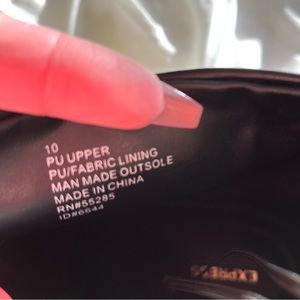 10
PU UPPER
PU/FABRIC LINING
MAN MADE OUTSOLE
MADE IN CHINA
RN#55285
ID#6644
EXPRESS